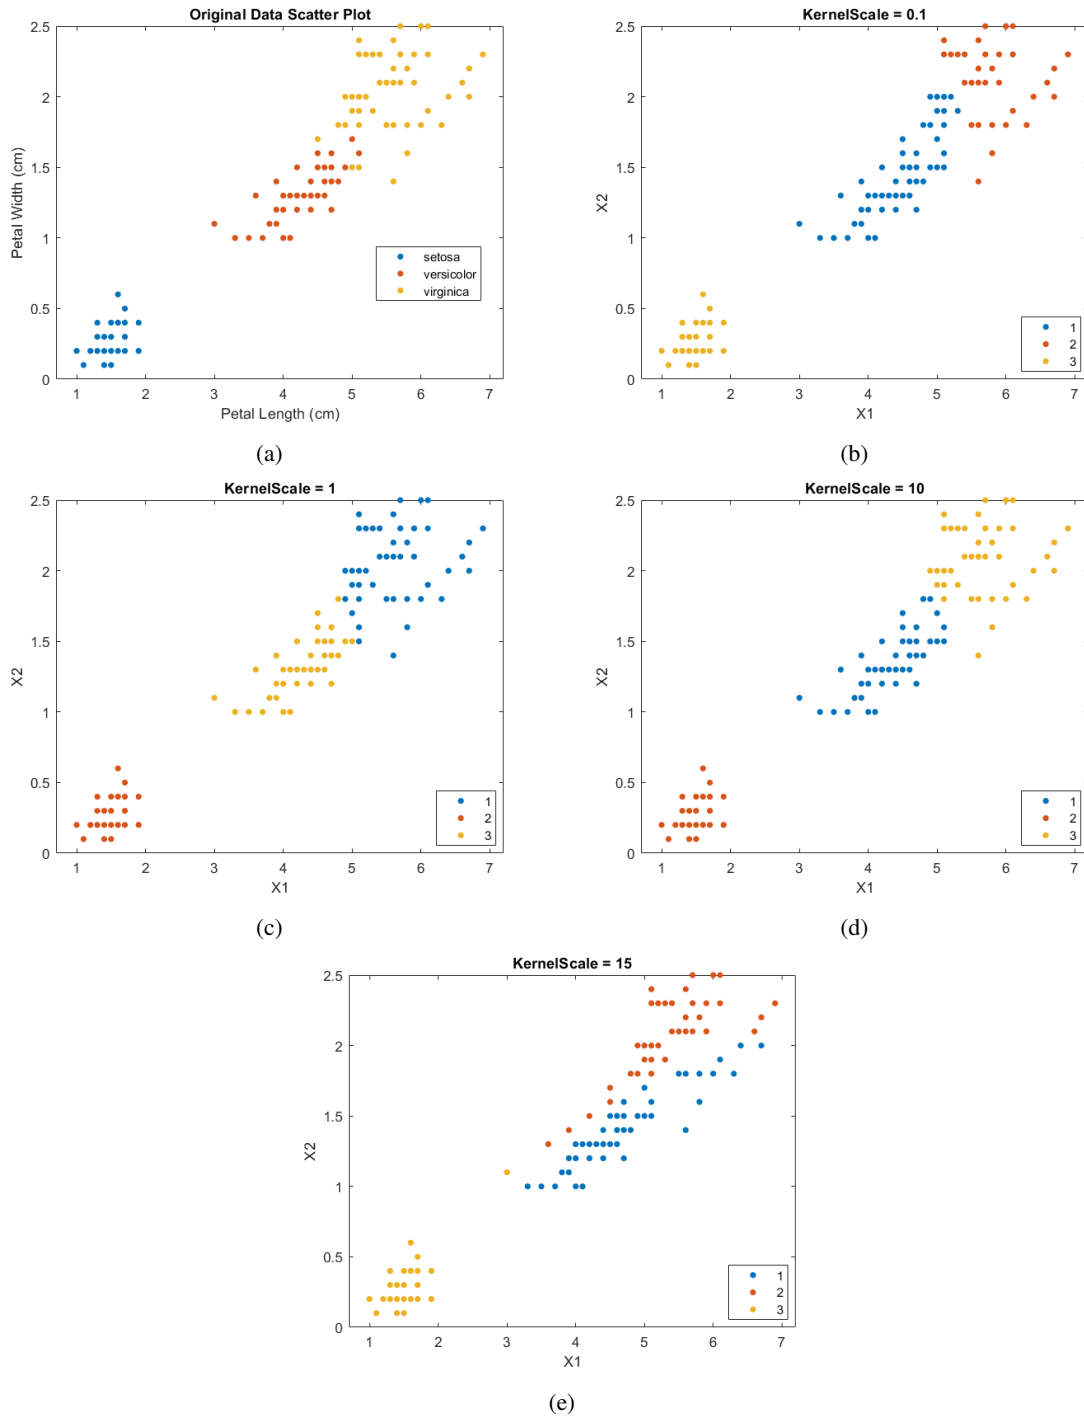 Original Data Scatter Plot
2.5
2
1.5
1
0.5
0
Petal Width (cm)
setosa
versicolor
virginica
1 2 3 4 5 6 7
Petal Length (cm)
(a)
KernelScale = 0.1
2.5
2
1.5
1
0.5
0
X2
1
2
3
1 2 3 4 5 6 7
X1
(b)
KernelScale = 1
2.5
2
1.5
1
0.5
0
X2
1
2
3
1 2 3 4 5 6 7
X1
(c)
KernelScale = 10
2.5
2
1.5
1
0.5
0
X2
1
2
3
1 2 3 4 5 6 7
X1
(d)
KernelScale = 15
2.5
2
1.5
1
0.5
0
X2
1
2
3
1 2 3 4 5 6 7
X1
(e)